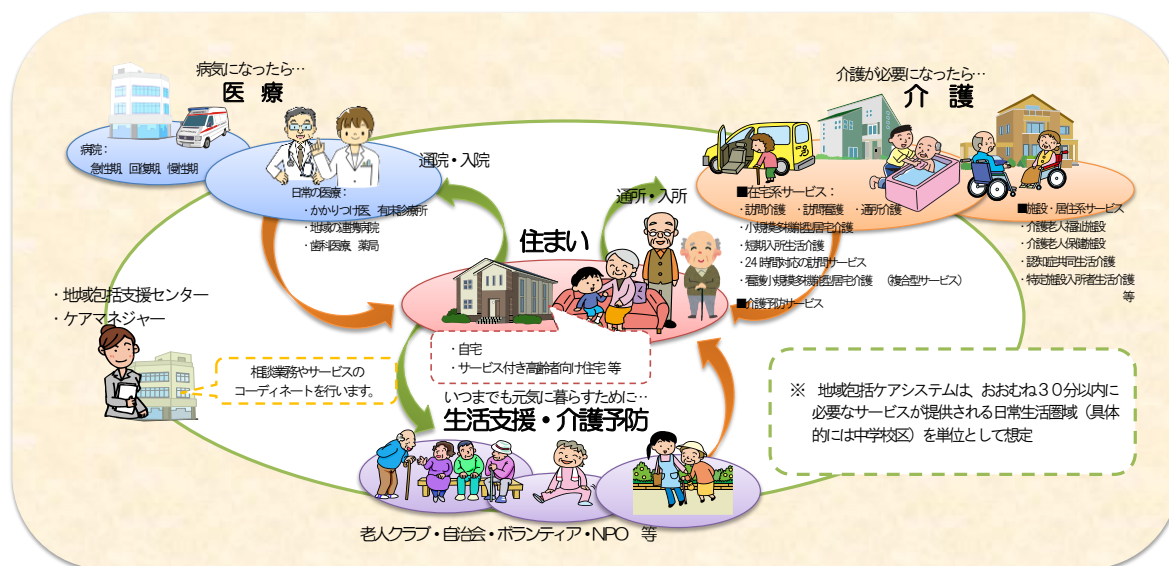 病気になったら…
医 療
病院：
急性期 回復期 慢性期
日常の医療：
・かかりつけ医 有床診療所
・地域の連携病院
・歯科医療 薬局
通院・入院
介護が必要になったら…
介 護
通所・入所
■在宅系サービス：
・訪問介護 ・訪問看護 ・通所介護
・小規模多機能型居宅介護
・短期入所生活介護
・24時間対応の訪問サービス
・看護小規模多機能型居宅介護 （複合型サービス）
■介護予防サービス
■施設・居住系サービス
・介護老人福祉施設
・介護老人保健施設
・認知症共同生活介護
・特定施設入所者生活介護
等
住まい
・自宅
・サービス付き高齢者向け住宅 等
・地域包括支援センター
・ケアマネジャー
相談業務やサービスの
コーディネートを行います。
いつまでも元気に暮らすために…
生活支援・介護予防
老人クラブ・自治会・ボランティア・NPO 等
※ 地域包括ケアシステムは、おおむね３０分以内に
必要なサービスが提供される日常生活圏域（具体
的には中学校区）を単位として想定